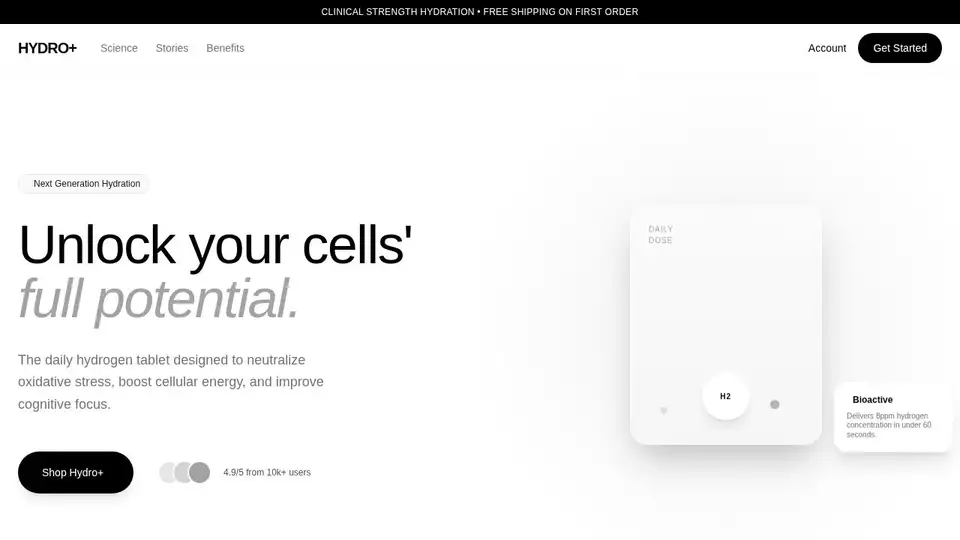 CLINICAL STRENGTH HYDRATION • FREE SHIPPING ON FIRST ORDER
HYDRO+
Science
Stories
Benefits
Account
Get Started
Next Generation Hydration
Unlock your cells'
full potential.
The daily hydrogen tablet designed to neutralize
oxidative stress, boost cellular energy, and improve
cognitive focus.
Shop Hydro+
4.9/5 from 10k+ users
DAILY
DOSE
H2
Bioactive
Delivers 8ppm hydrogen
concentration in under 60
seconds.